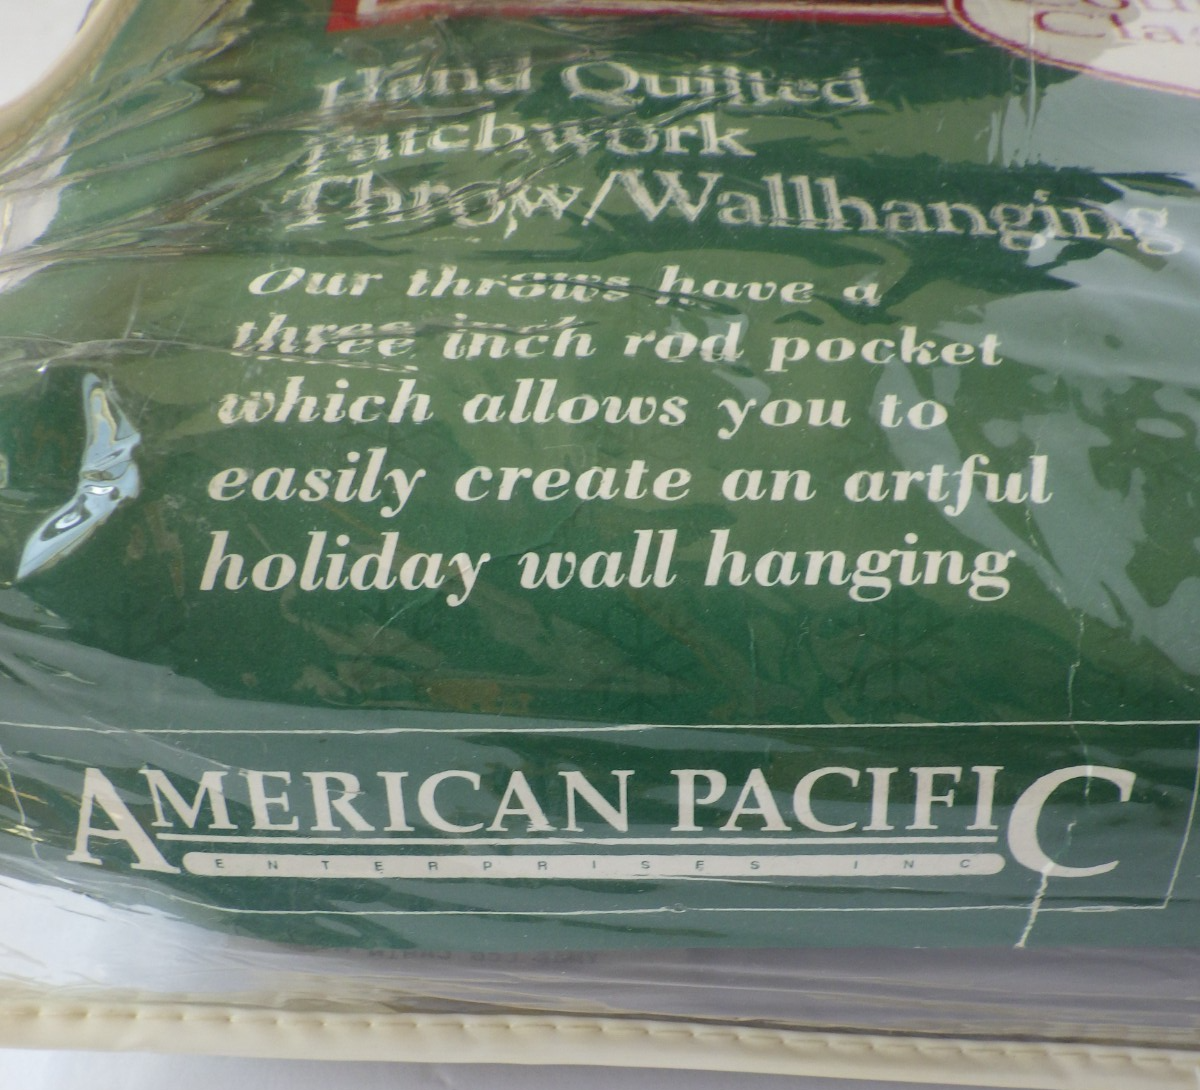 Hand Quilted
Patchwork
Throw/Wallhanging
Our throws have a
three inch rod pocket
which allows you to
easily create an artful
holiday wall hanging
AMERICAN PACIFIC
ENTERPRISES INC